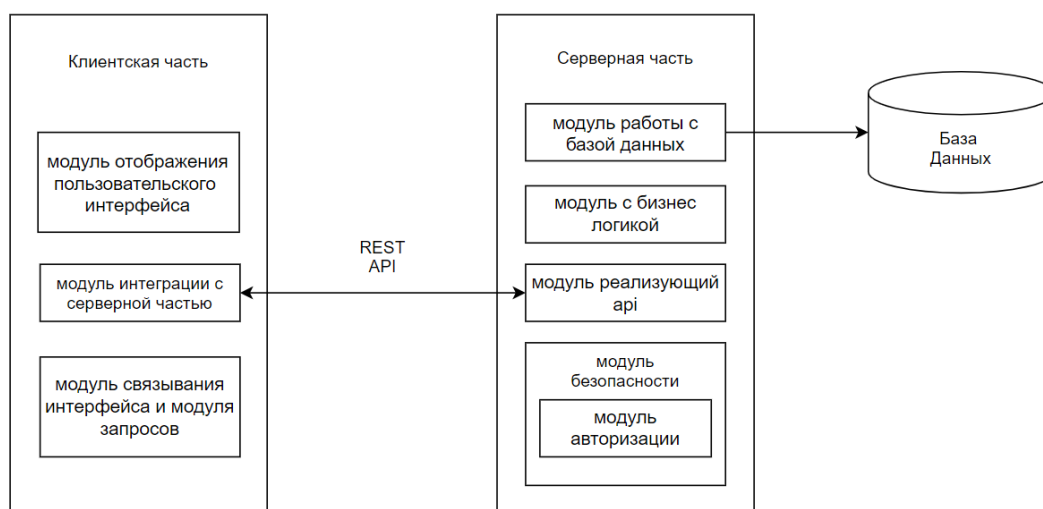 Клиентская часть
модуль отображения
пользовательского
интерфейса
модуль интеграции с
серверной частью
модуль связывания
интерфейса и модуля
запросов
REST
API
Серверная часть
модуль работы с
базой данных
модуль с бизнес
логикой
модуль реализующий
api
модуль
безопасности
модуль
авторизации
База
Данных